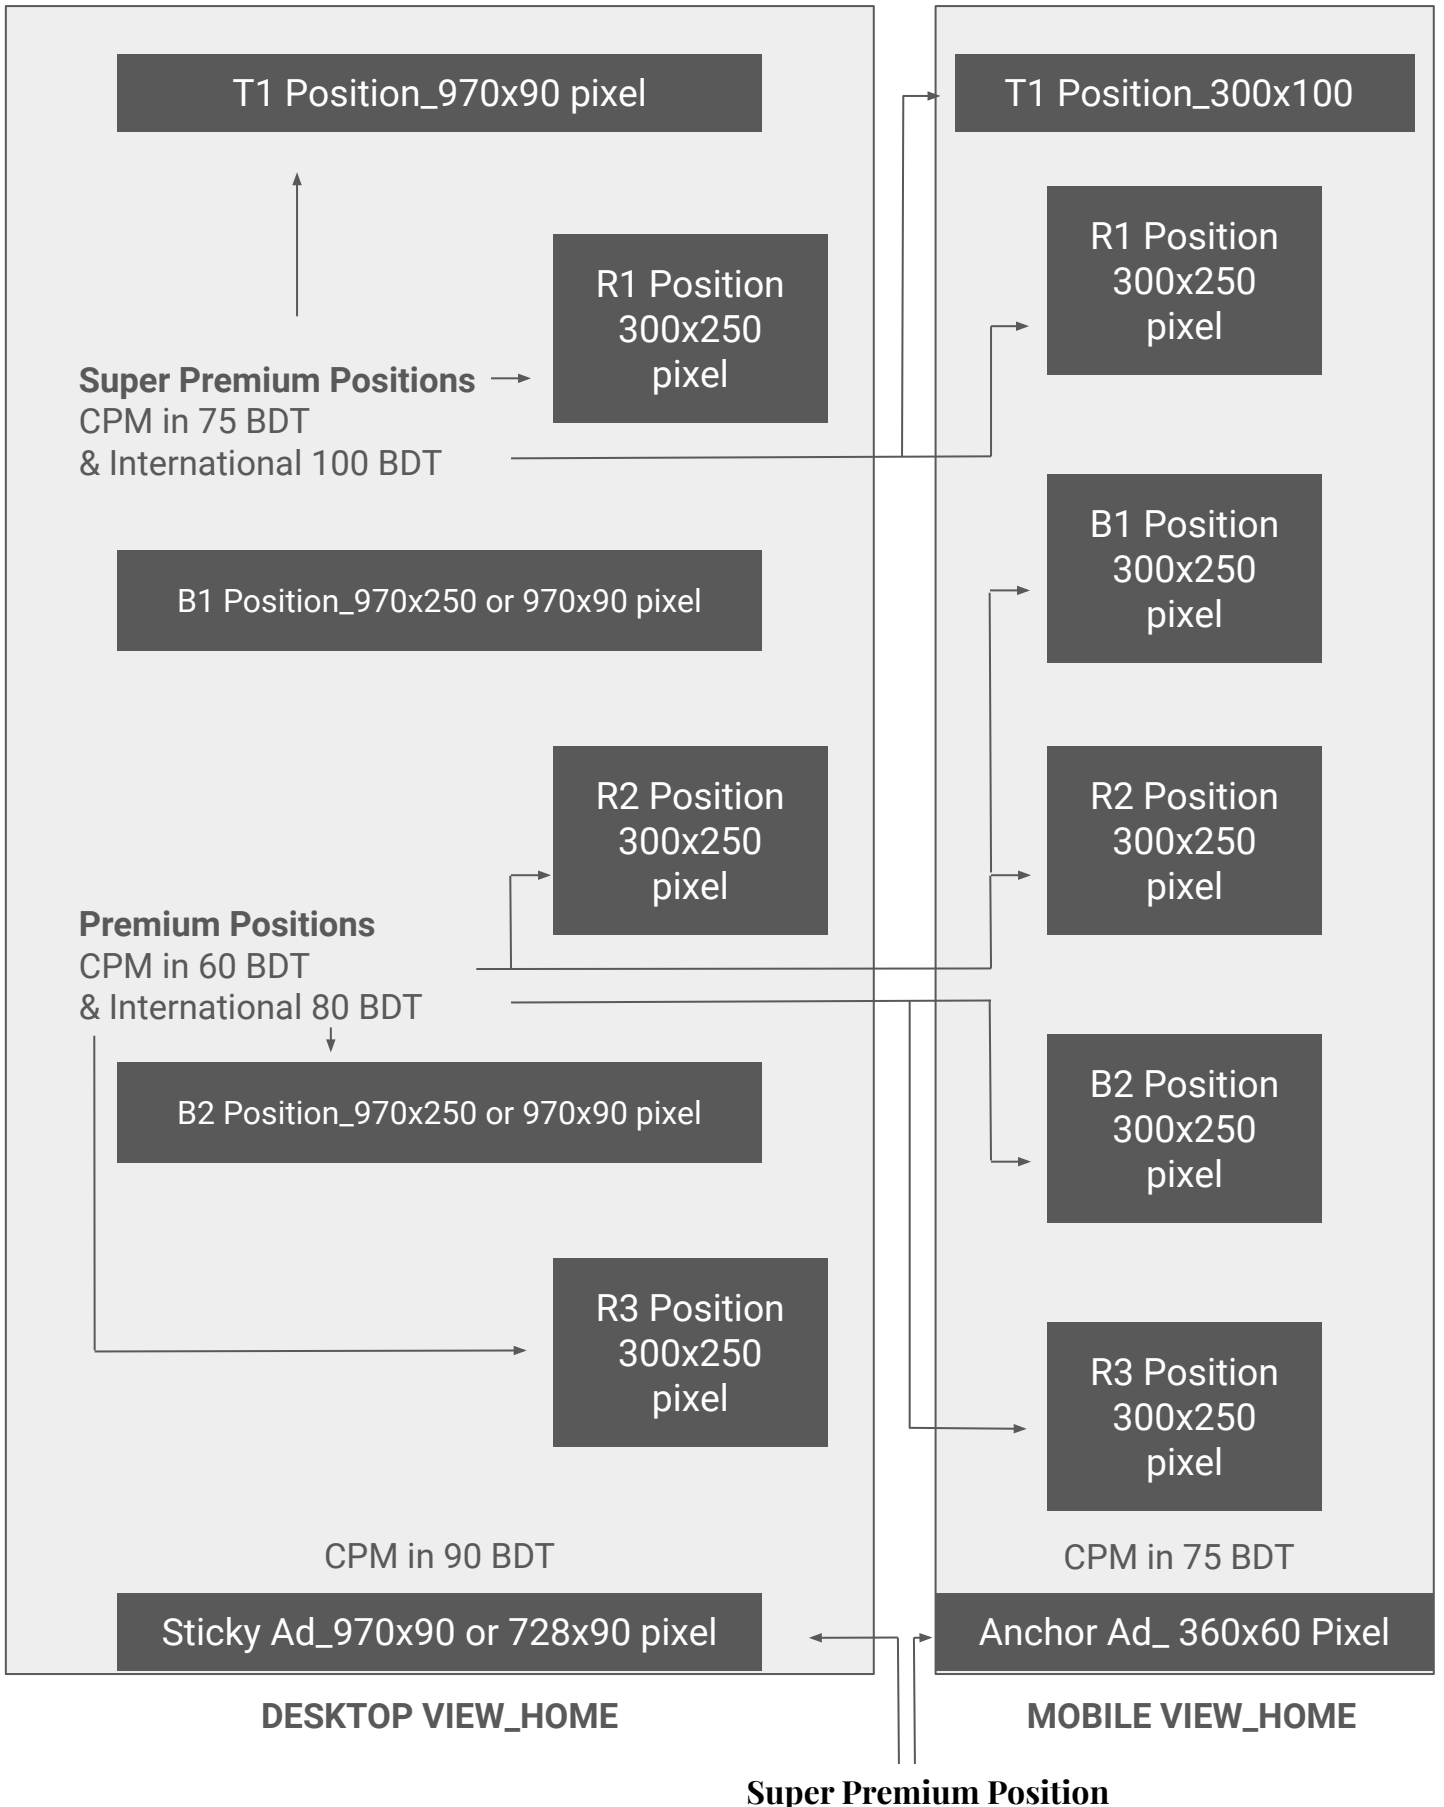 T1 Position_970x90 pixel
R1 Position
300x250
pixel
Super Premium Positions
CPM in 75 BDT
& International 100 BDT
B1 Position_970x250 or 970x90 pixel
R2 Position
300x250
pixel
Premium Positions
CPM in 60 BDT
& International 80 BDT
B2 Position_970x250 or 970x90 pixel
R3 Position
300x250
pixel
CPM in 90 BDT
Sticky Ad_970x90 or 728x90 pixel
DESKTOP VIEW_HOME
T1 Position_300x100
R1 Position
300x250
pixel
B1 Position
300x250
pixel
R2 Position
300x250
pixel
B2 Position
300x250
pixel
R3 Position
300x250
pixel
CPM in 75 BDT
Anchor Ad_ 360x60 Pixel
MOBILE VIEW_HOME
Super Premium Position